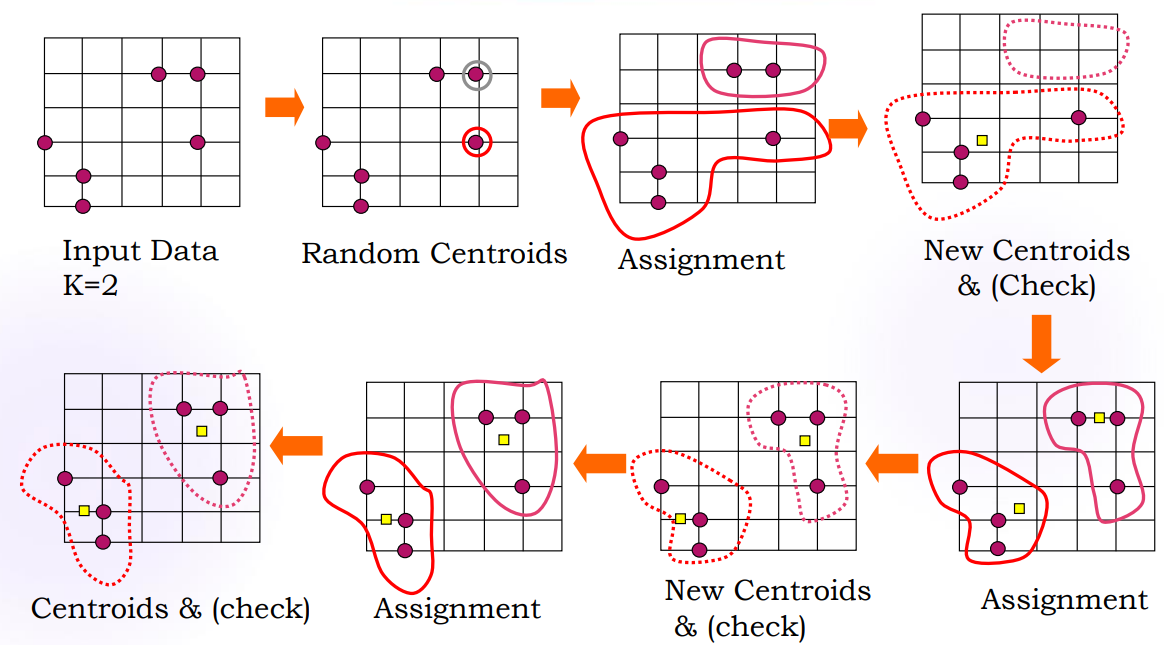 Input Data
K=2
Random Centroids
Assignment
New Centroids
& (Check)
Assignment
New Centroids
& (check)
Assignment
Centroids & (check)